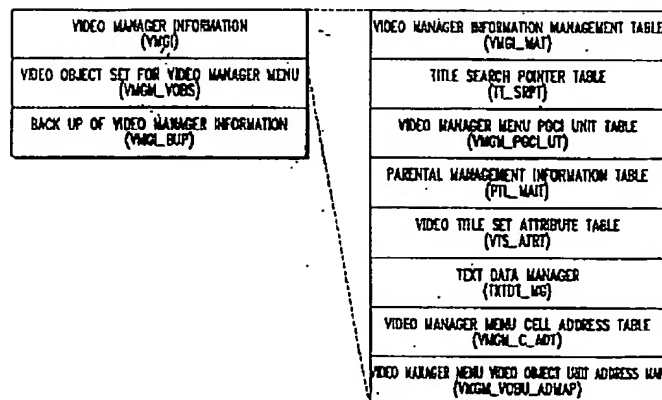 VIDEO MANAGER INFORMATION
(VMGI)
VIDEO OBJECT SET FOR VIDEO MANAGER MENU
(VMGM_VOBS)
BACK UP OF VIDEO MANAGER INFORMATION
(VMGI_BUP)
VIDEO MANAGER INFORMATION MANAGEMENT TABLE
(VMGI_MAT)
TITLE SEARCH POINTER TABLE
(TT_SRPT)
VIDEO MANAGER MENU PGCI UNIT TABLE
(VMGM_PGCI_UT)
PARENTAL MANAGEMENT INFORMATION TABLE
(PTL_MAIT)
VIDEO TITLE SET ATTRIBUTE TABLE
(VTS_ATRT)
TEXT DATA MANAGER
(TXTDT_MG)
VIDEO MANAGER MENU CELL ADDRESS TABLE
(VMGM_C_ADT)
VIDEO MANAGER MENU VIDEO OBJECT UNIT ADDRESS MAP
(VMGM_VOBU_ADMAP)